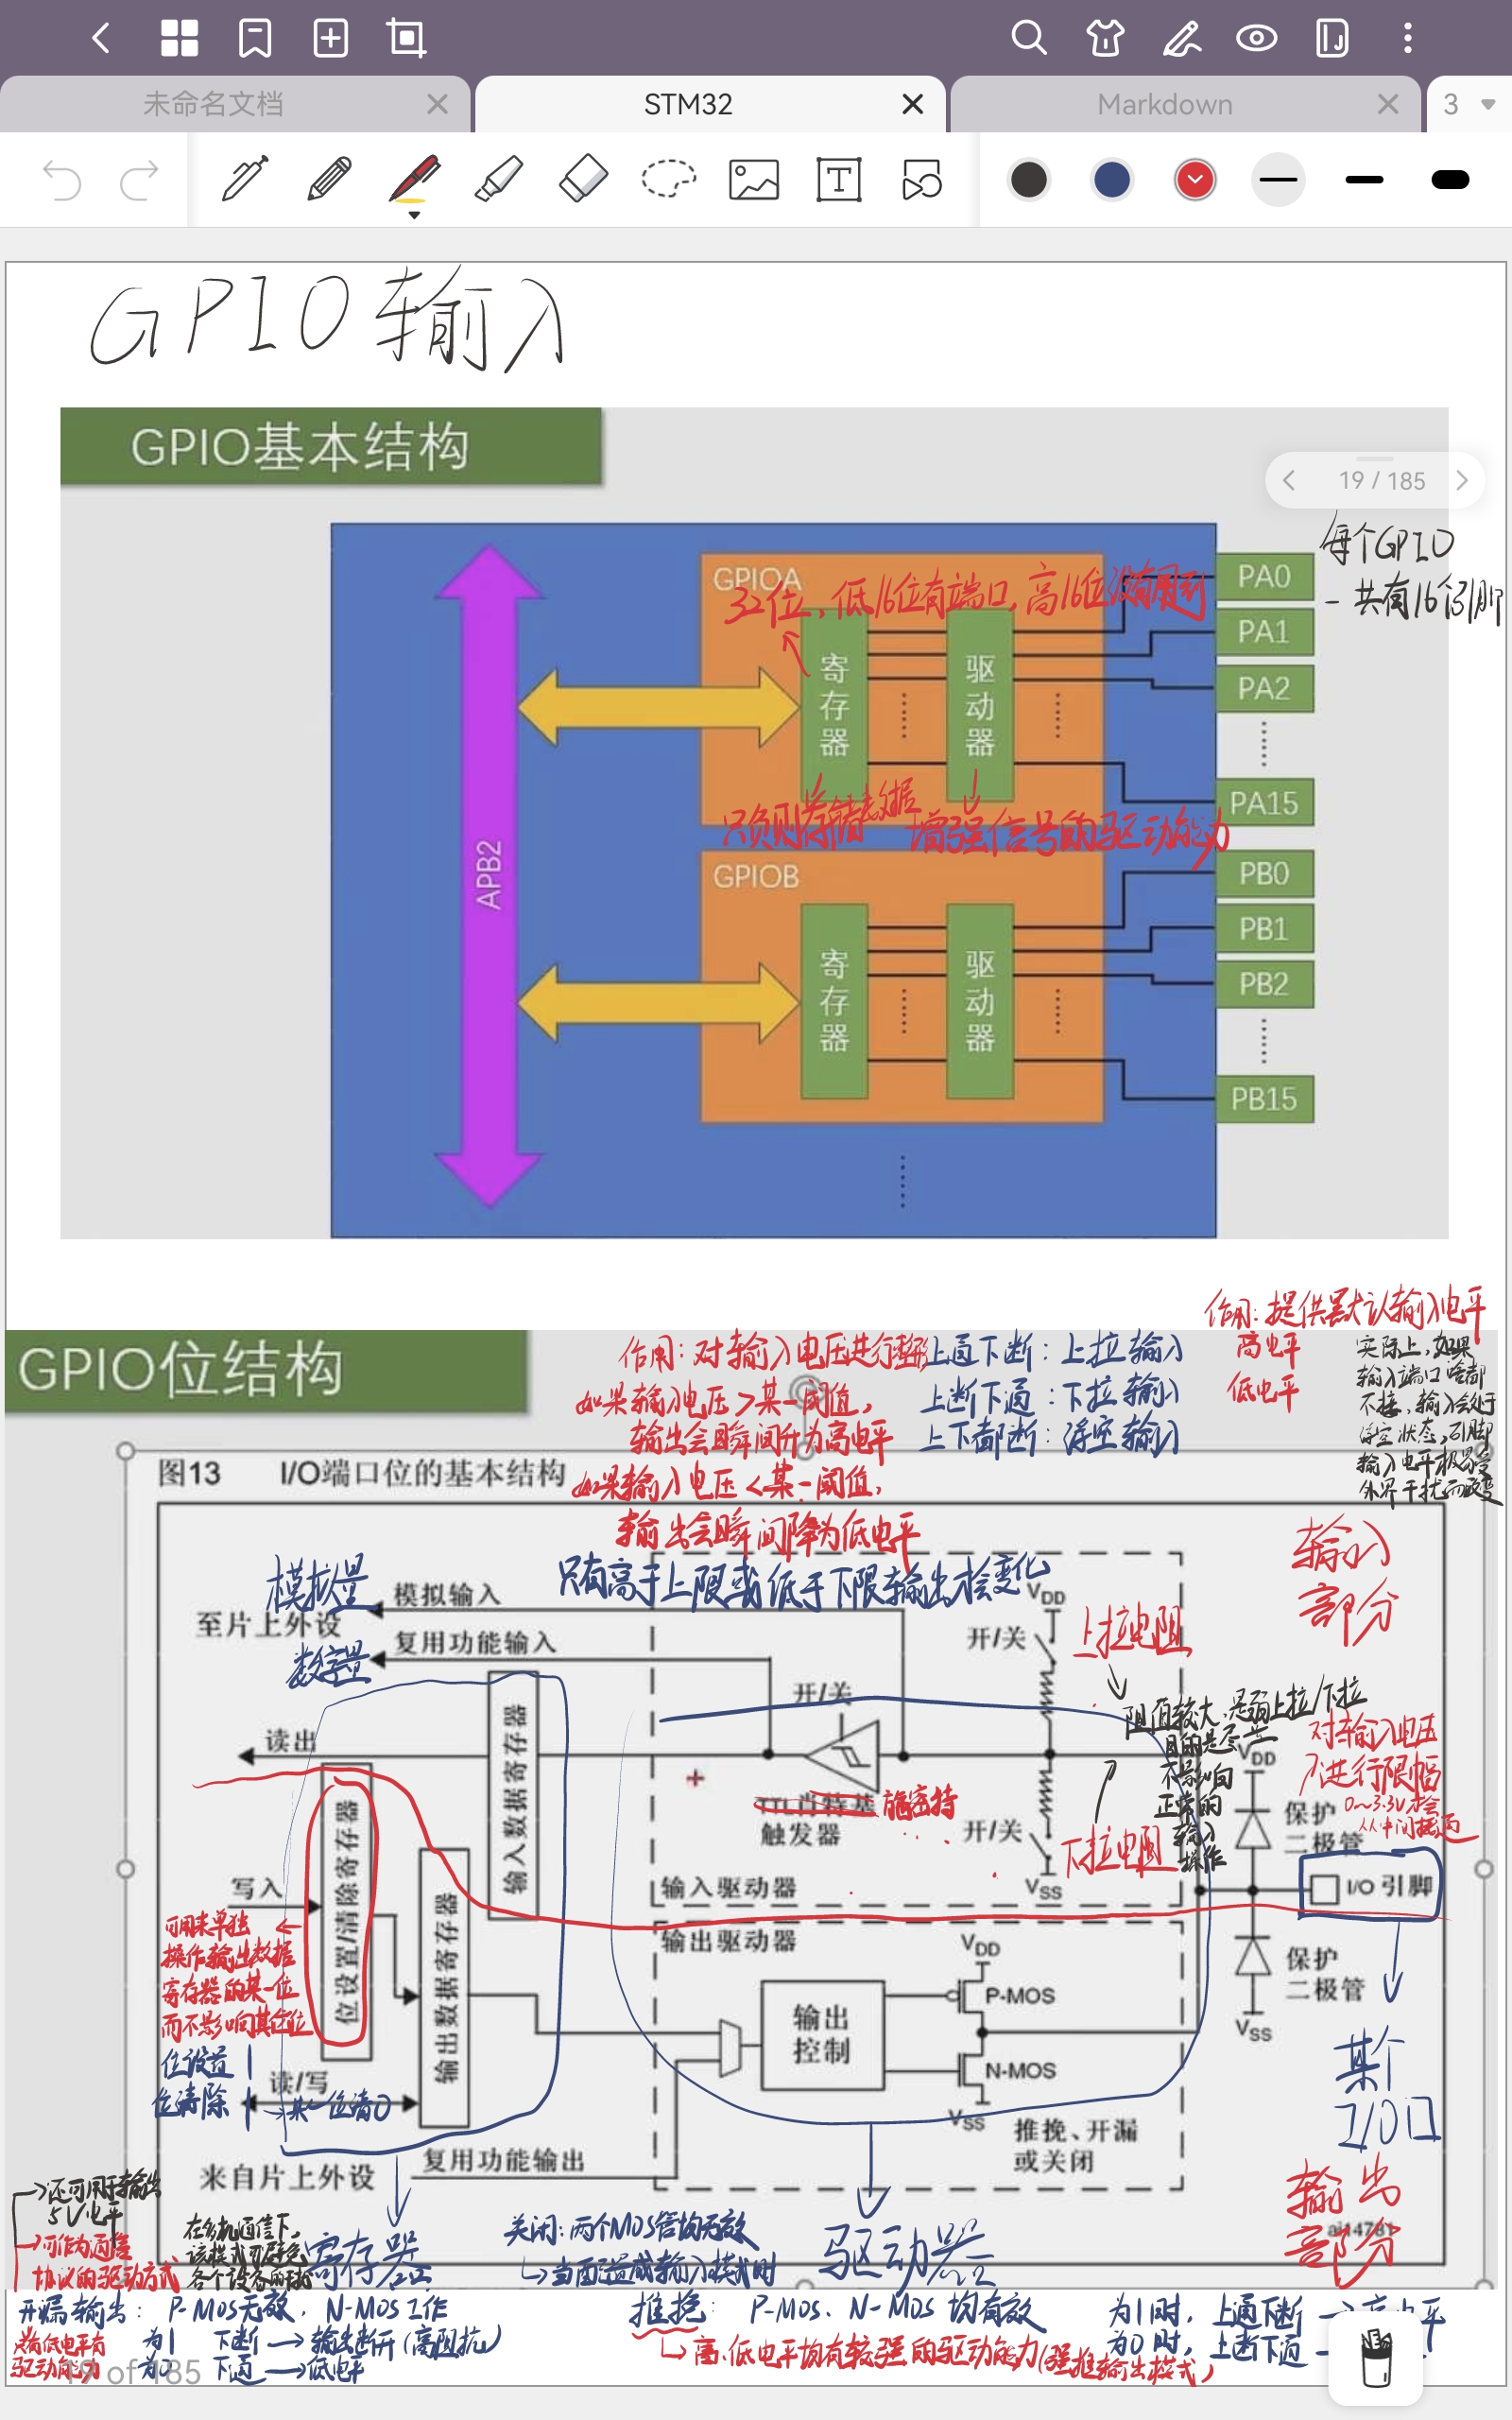 未命名文档
STM32
Markdown
3
GPIO输入
GPIO基本结构
19 / 185
每个GPIO
一共有16个引脚
APB2
GPIOA
32位、低16位有端口,高16位没有用到
寄存器
驱动器
PA0
PA1
PA2
PA15
只负责存储数据
增强信号的驱动能力
GPIOB
寄存器
驱动器
PB0
PB1
PB2
PB15
GPIO位结构
作用:对输入电压进行整形
如果输入电压>某一阈值,
输出会瞬间升为高电平
如果输入电压<某一阈值,
输出会瞬间降为低电平
只有高于上限或低于下限输出才会变化
上通下断:上拉输入
上断下通:下拉输入
上下都断:浮空输入
作用:提供默认输入电平
高电平
低电平
实际上,如果
输入端口啥都
不接,输入会处于
浮空状态,引脚
输入电平极易受
外界干扰而改变
图13 I/O端口位的基本结构
输入
部分
模拟量
模拟输入
至片上外设
复用功能输入
数字量
读出
开/关
VDD
开/关
上拉电阻
阻值较大,是弱上拉/下拉
目的是尽量
不影响
正常的
输入
操作
下拉电阻
TTL肖特基 施密特
触发器
开/关
VSS
输入驱动器
对输入电压
进行限幅
VDD
保护
二极管
I/O 引脚
保护
二极管
VSS
位设置/清除寄存器
输入数据寄存器
输出数据寄存器
写入
可用来单独
操作输出数据
寄存器的某一位
而不影响其它位
位设置 1
位清除 1
→某一位清0
读/写
来自片上外设
复用功能输出
输出驱动器
输出
控制
VDD
P-MOS
N-MOS
VSS
推挽、开漏
或关闭
某个
I/O口
输出
部分
ai14781
还可用于输出
5V电平
可作为通信
协议的驱动方式
在多机通信下,
该模式可避免
各个设备的干扰
寄存器
关闭:两个MOS管均无效
当配置成输入模式时
驱动器
开漏输出: P-MOS无效、N-MOS工作
为1 下断→输出断开(高阻抗)
为0 下通→低电平
只有低电平有
驱动能力
推挽: P-MOS、N-MOS 均有效
高、低电平均有较强的驱动能力(强推输出模式)
为1时, 上通下断→高电平
为0时, 上断下通
19 of 185